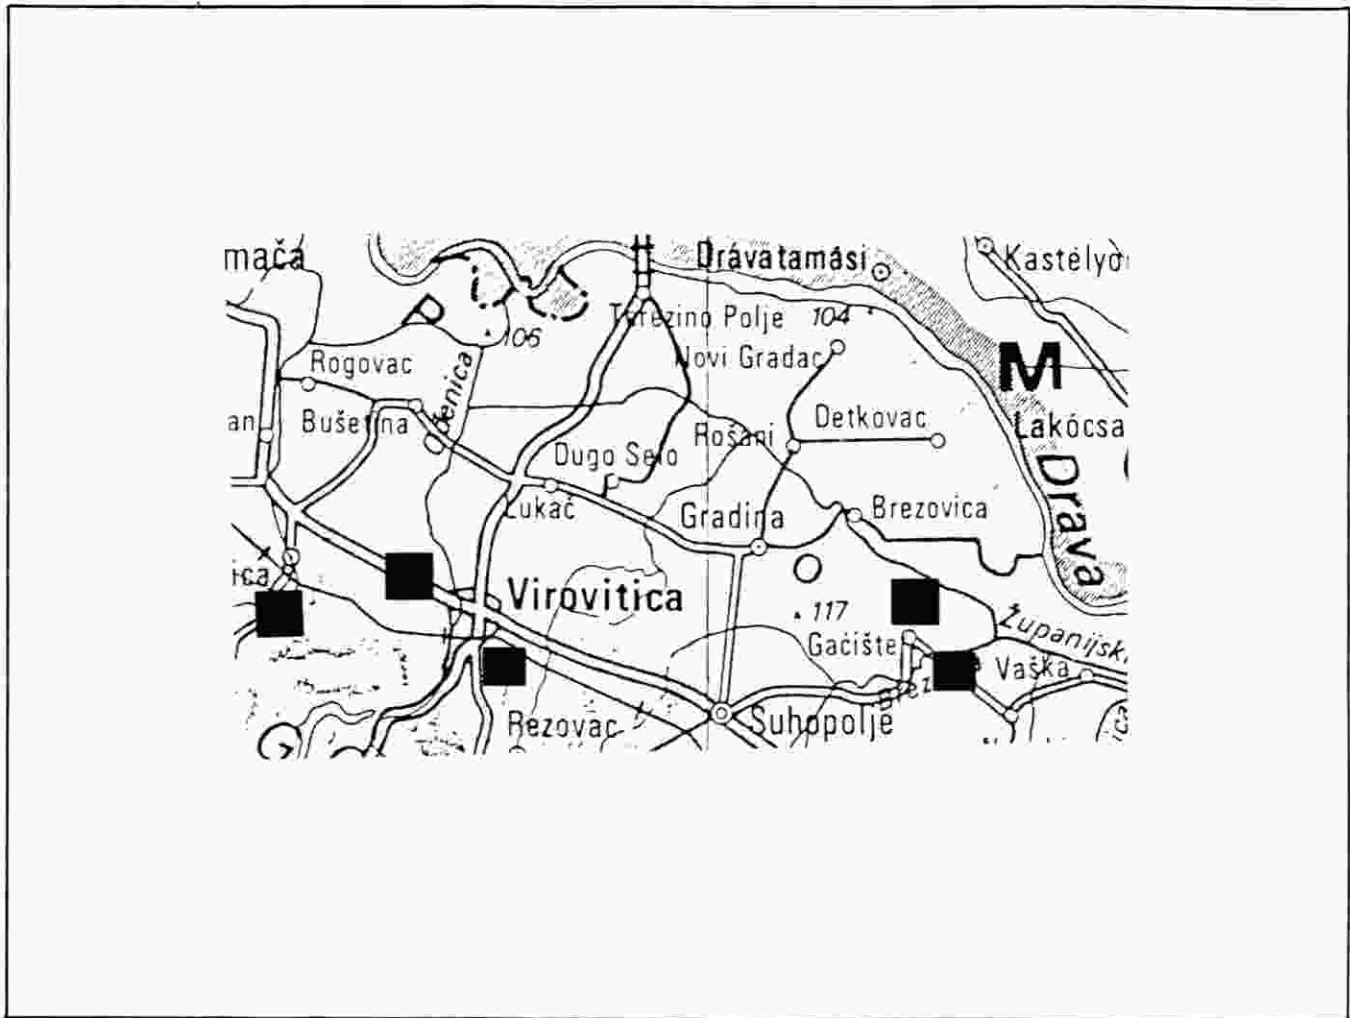 mača
Drávatamási
Kastélyo
P
Terezino Polje
104
106
Novi Gradac
M
Rogovac
Detkovac
an
Bušetina
Rošani
Lakócsa
Dugo Selo
Drava
Lukač
Gradina
Brezovica
ica
Virovitica
117
Županijsk
Gaćište
Vaška
Rezovac
Suhopolje